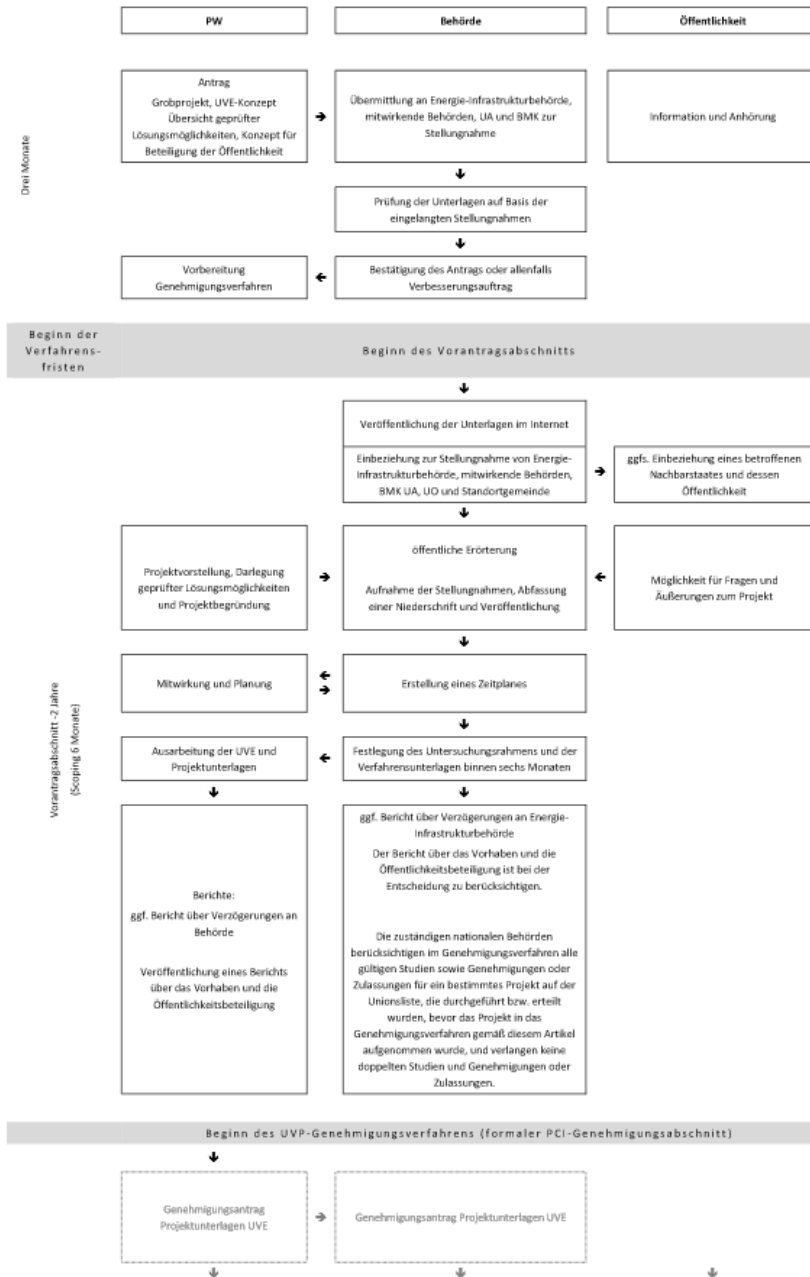 PW
Behörde
Öffentlichkeit
Drei Monate
Antrag
Grobprojekt, UVE-Konzept
Übersicht geprüfter
Lösungsmöglichkeiten, Konzept für
Beteiligung der Öffentlichkeit
Übermittlung an Energie-Infrastrukturbehörde,
mitwirkende Behörden, UA und BMK zur
Stellungnahme
Information und Anhörung
Prüfung der Unterlagen auf Basis der
eingelangten Stellungnahmen
Vorbereitung
Genehmigungsverfahren
Bestätigung des Antrags oder allenfalls
Verbesserungsauftrag
Beginn der
Verfahrens-
fristen
Beginn des Vorantragsabschnitts
Vorantragsabschnitt -2 Jahre
(Scoping 6 Monate)
Veröffentlichung der Unterlagen im Internet
Einbeziehung zur Stellungnahme von Energie-
Infrastrukturbehörde, mitwirkende Behörden,
BMK UA, UO und Standortgemeinde
ggfs. Einbeziehung eines betroffenen
Nachbarstaates und dessen
Öffentlichkeit
Projektvorstellung, Darlegung
geprüfter Lösungsmöglichkeiten
und Projektbegründung
öffentliche Erörterung
Aufnahme der Stellungnahmen, Abfassung
einer Niederschrift und Veröffentlichung
Möglichkeit für Fragen und
Äußerungen zum Projekt
Mitwirkung und Planung
Erstellung eines Zeitplanes
Ausarbeitung der UVE und
Projektunterlagen
Festlegung des Untersuchungsrahmens und der
Verfahrensunterlagen binnen sechs Monaten
Berichte:
ggf. Bericht über Verzögerungen an
Behörde
Veröffentlichung eines Berichts
über das Vorhaben und die
Öffentlichkeitsbeteiligung
ggf. Bericht über Verzögerungen an Energie-
Infrastrukturbehörde
Der Bericht über das Vorhaben und die
Öffentlichkeitsbeteiligung ist bei der
Entscheidung zu berücksichtigen.
Die zuständigen nationalen Behörden
berücksichtigen im Genehmigungsverfahren alle
gültigen Studien sowie Genehmigungen oder
Zulassungen für ein bestimmtes Projekt auf der
Unionsliste, die durchgeführt bzw. erteilt
wurden, bevor das Projekt in das
Genehmigungsverfahren gemäß diesem Artikel
aufgenommen wurde, und verlangen keine
doppelten Studien und Genehmigungen oder
Zulassungen.
Beginn des UVP-Genehmigungsverfahrens (formaler PCI-Genehmigungsabschnitt)
Genehmigungsantrag
Projektunterlagen UVE
Genehmigungsantrag Projektunterlagen UVE